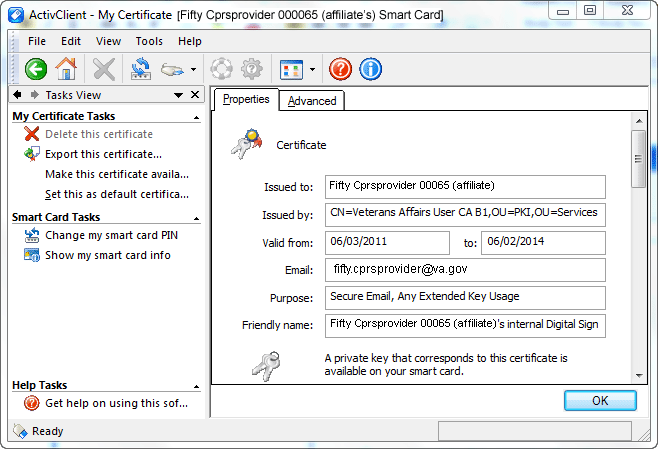 ActivClient - My Certificate [Fifty Cprsprovider 000065 (affiliate's) Smart Card]
File Edit View Tools Help
Tasks View
My Certificate Tasks
Delete this certificate
Export this certificate...
Make this certificate availa...
Set this as default certifica...
Smart Card Tasks
Change my smart card PIN
Show my smart card info
Help Tasks
Get help on using this sof...
Properties Advanced
Certificate
Issued to: Fifty Cprsprovider 00065 (affiliate)
Issued by: CN=Veterans Affairs User CA B1,OU=PKI,OU=Services
Valid from: 06/03/2011 to: 06/02/2014
Email: fifty.cprsprovider@va.gov
Purpose: Secure Email, Any Extended Key Usage
Friendly name: Fifty Cprsprovider 00065 (affiliate)'s internal Digital Sign
A private key that corresponds to this certificate is
available on your smart card.
OK
Ready